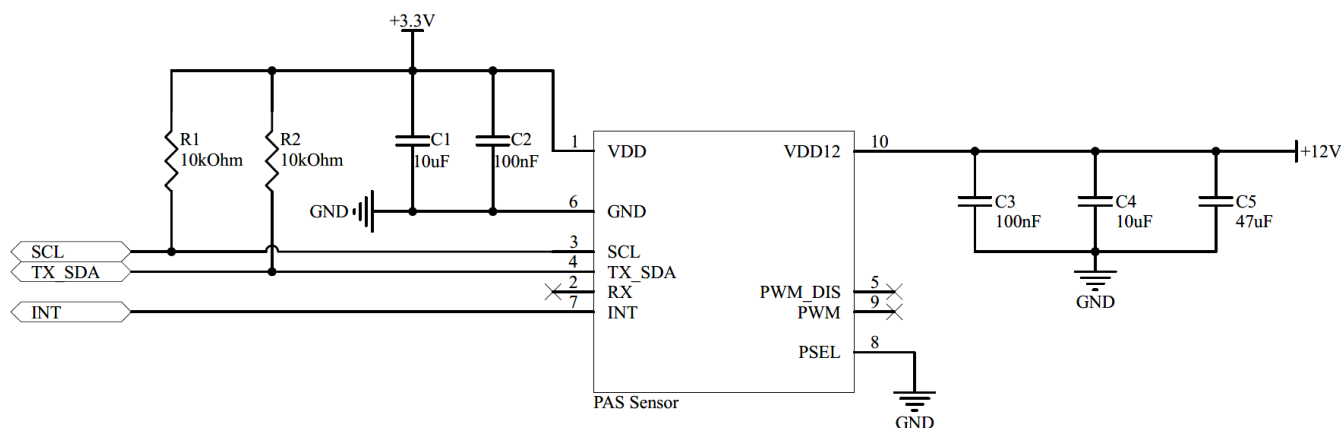 +3.3V
R1
10kOhm
R2
10kOhm
C1
10uF
C2
100nF
1
VDD
VDD12
10
+12V
GND
6
GND
C3
100nF
C4
10uF
C5
47uF
SCL
3
SCL
TX_SDA
4
TX_SDA
2
RX
PWM_DIS
5
INT
7
INT
PWM
9
GND
PSEL
8
PAS Sensor
GND